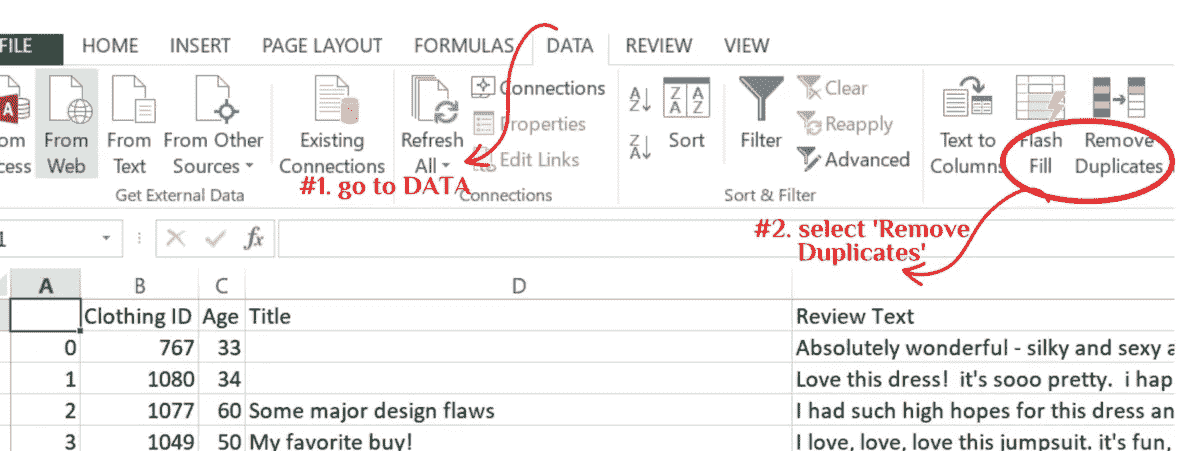 FILE HOME INSERT PAGE LAYOUT FORMULAS DATA REVIEW VIEW
From From From Other Existing Refresh Connections Properties Edit Links
Web Text Sources Connections All
A Z Z A Sort Filter Clear Reapply Advanced
Text to Flash Remove
Columns Fill Duplicates
Get External Data Connections Sort & Filter
#1. go to DATA
#2. select 'Remove
Duplicates'
fx
A B C D
Clothing ID Age Title Review Text
0 767 33 Absolutely wonderful - silky and sexy a
1 1080 34 Love this dress! it's sooo pretty. i hap
2 1077 60 Some major design flaws I had such high hopes for this dress an
3 1049 50 My favorite buy! I love, love, love this jumpsuit. it's fun,